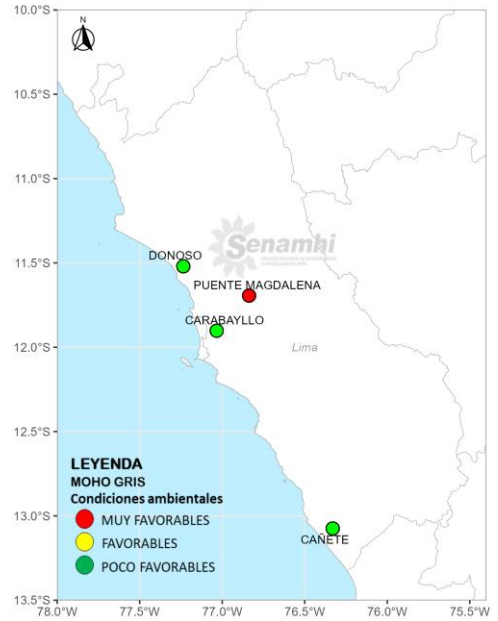 10.0°S
N
10.5°S
11.0°S
11.5°S
12.0°S
12.5°S
13.0°S
13.5°S
Senamhi
DONOSO
PUENTE MAGDALENA
CARABAYLLO
Lima
CAÑETE
LEYENDA
MOHO GRIS
Condiciones ambientales
MUY FAVORABLES
FAVORABLES
POCO FAVORABLES
78.0°W 77.5°W 77.0°W 76.5°W 76.0°W 75.5°W